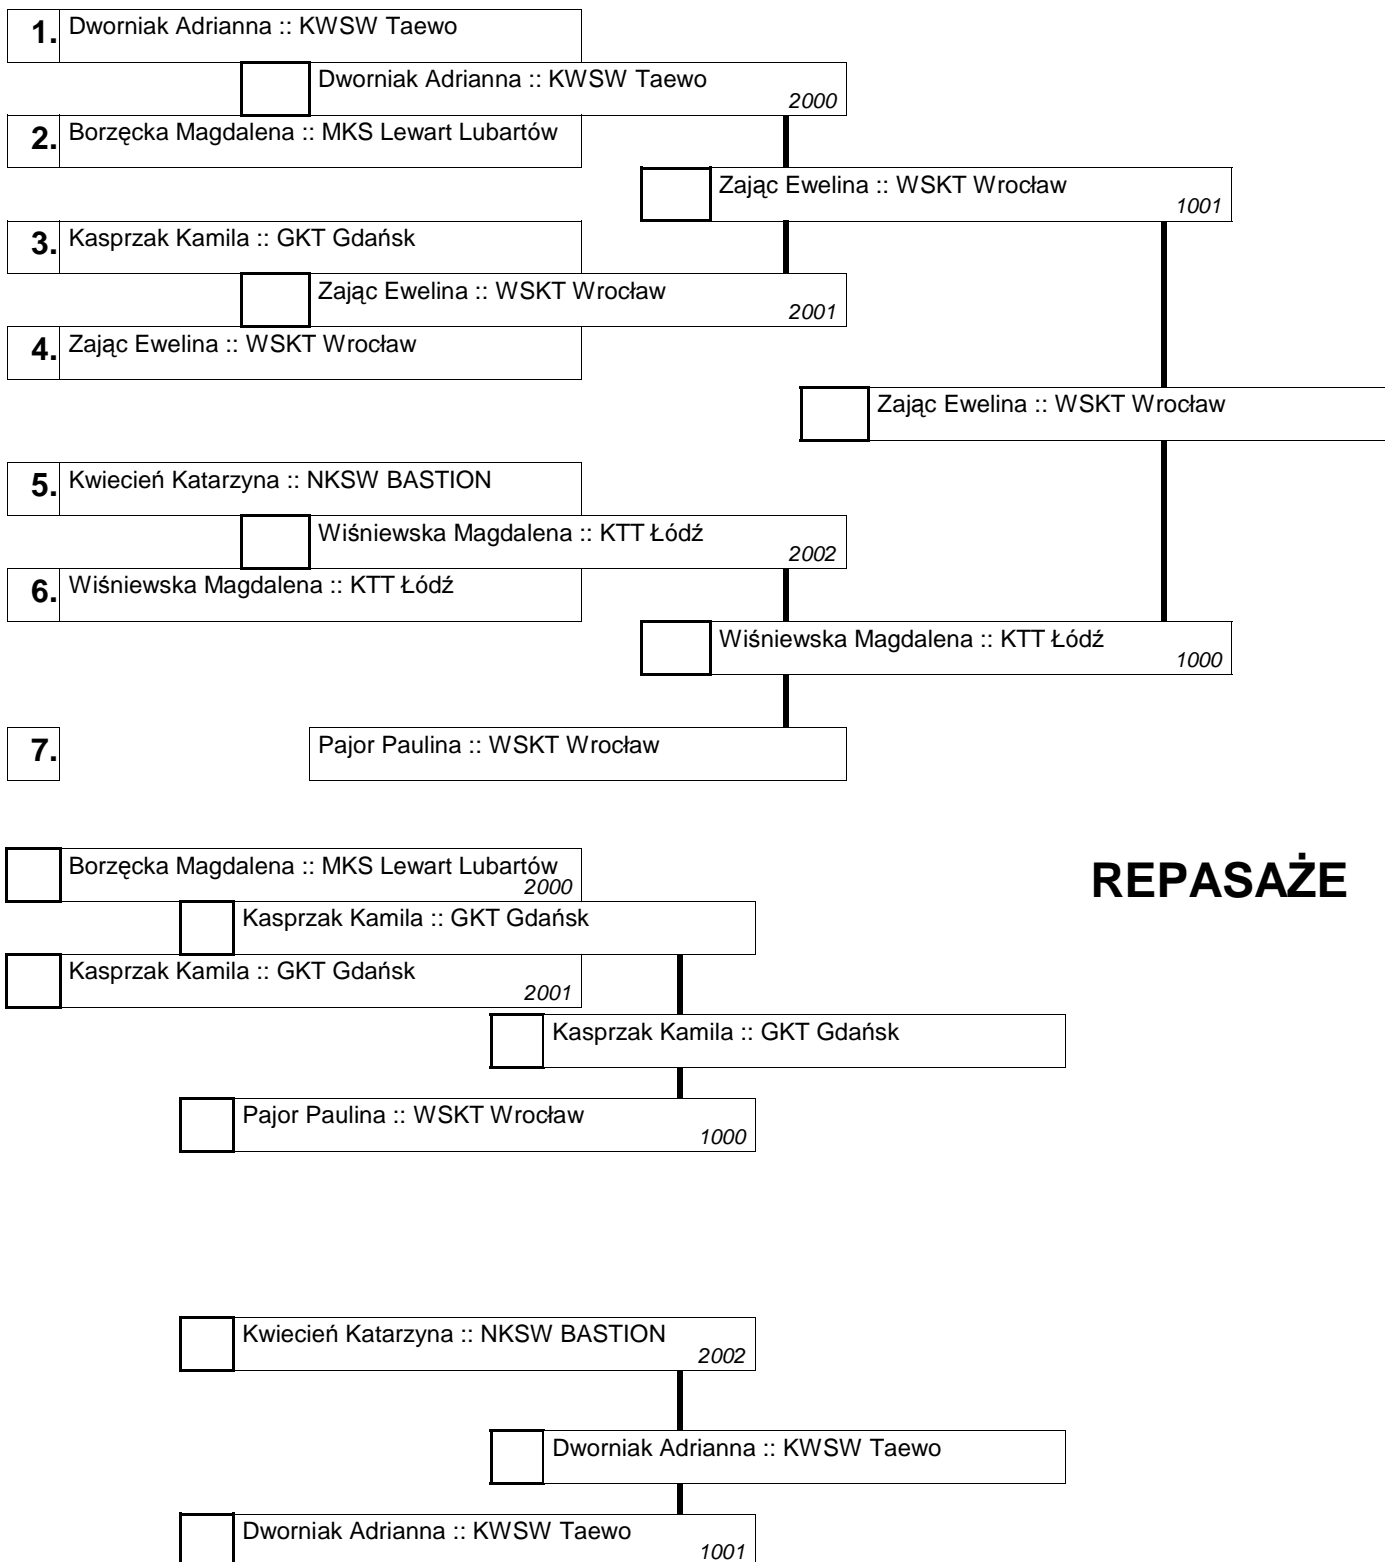 1. Dworniak Adrianna :: KWSW Taewo
Dworniak Adrianna :: KWSW Taewo
2000
2. Borzęcka Magdalena :: MKS Lewart Lubartów
Zając Ewelina :: WSKT Wrocław
1001
3. Kasprzak Kamila :: GKT Gdańsk
Zając Ewelina :: WSKT Wrocław
2001
4. Zając Ewelina :: WSKT Wrocław
Zając Ewelina :: WSKT Wrocław
5. Kwiecień Katarzyna :: NKSW BASTION
Wiśniewska Magdalena :: KTT Łódź
2002
6. Wiśniewska Magdalena :: KTT Łódź
Wiśniewska Magdalena :: KTT Łódź
1000
7. Pajor Paulina :: WSKT Wrocław
REPASAŻE
Borzęcka Magdalena :: MKS Lewart Lubartów
2000
Kasprzak Kamila :: GKT Gdańsk
Kasprzak Kamila :: GKT Gdańsk
2001
Kasprzak Kamila :: GKT Gdańsk
Pajor Paulina :: WSKT Wrocław
1000
Kwiecień Katarzyna :: NKSW BASTION
2002
Dworniak Adrianna :: KWSW Taewo
Dworniak Adrianna :: KWSW Taewo
1001